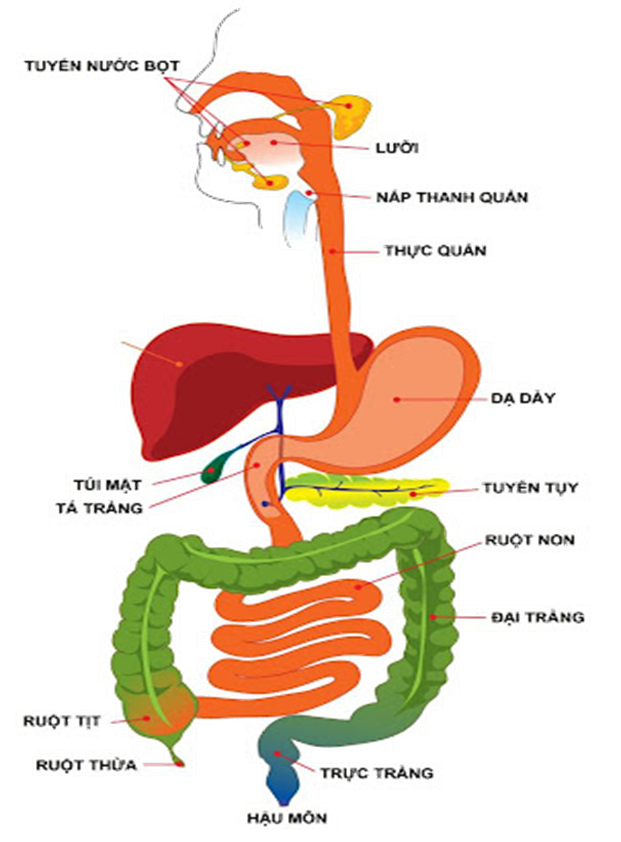 TUYẾN NƯỚC BỌT
LƯỠI
NẮP THANH QUẢN
THỰC QUẢN
DẠ DÀY
TÚI MẬT
TÁ TRÀNG
TUYẾN TỤY
RUỘT NON
ĐẠI TRÀNG
RUỘT TỊT
RUỘT THỪA
TRỰC TRÀNG
HẬU MÔN